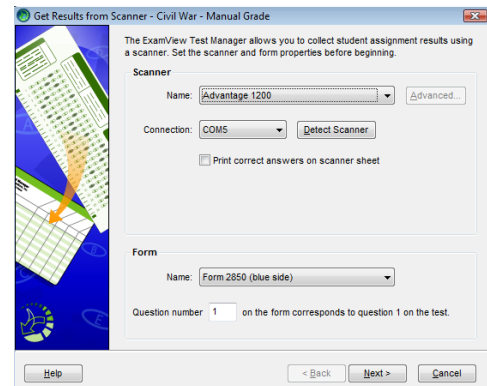 Get Results from Scanner - Civil War - Manual Grade
The ExamView Test Manager allows you to collect student assignment results using
a scanner. Set the scanner and form properties before beginning.
Scanner
Name: Advantage 1200 Advanced...
Connection: COM5 Detect Scanner
Print correct answers on scanner sheet
Form
Name: Form 2850 (blue side)
Question number 1 on the form corresponds to question 1 on the test.
Help < Back Next > Cancel